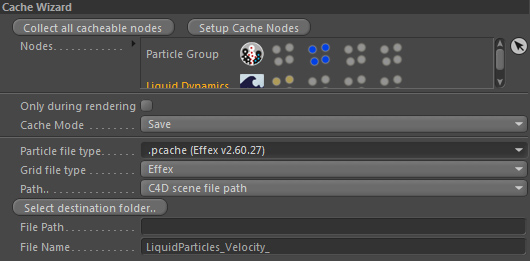 Cache Wizard
Collect all cacheable nodes Setup Cache Nodes
Nodes. . . . . . . .
Particle Group
Liquid Dynamics
Only during rendering
Cache Mode . . . . . . . Save
Particle file type. . . . . .pcache (Effex v2.60.27)
Grid file type . . . . . . . Effex
Path.. . . . . . . . . . . C4D scene file path
Select destination folder..
File Path . . . . . . . . .
File Name. . . . . . . . LiquidParticles_Velocity_